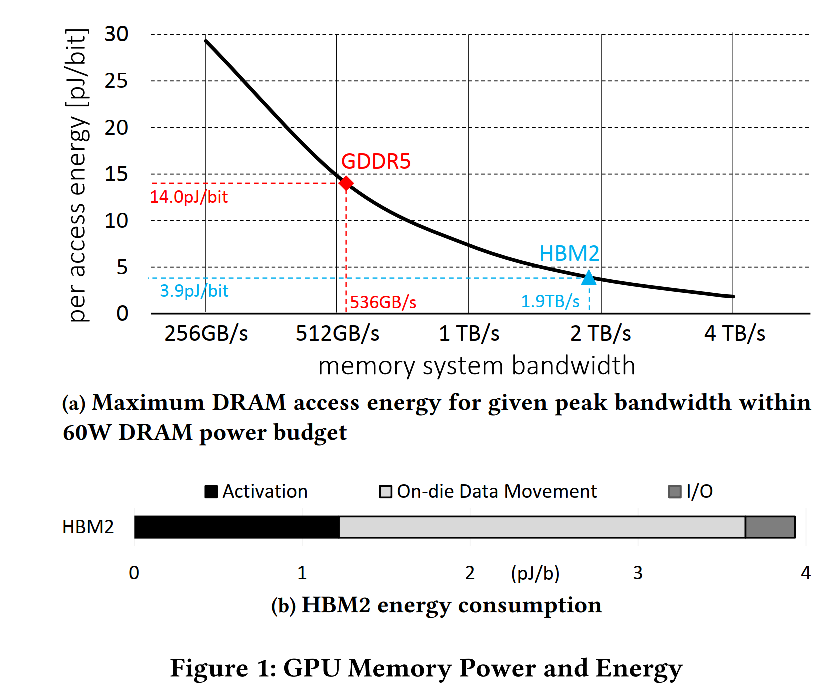 per access energy [pJ/bit]
30
25
20
15
10
5
0
GDDR5
14.0pJ/bit
HBM2
3.9pJ/bit
536GB/s
1.9TB/s
256GB/s 512GB/s 1 TB/s 2 TB/s 4 TB/s
memory system bandwidth
(a) Maximum DRAM access energy for given peak bandwidth within
60W DRAM power budget
Activation On-die Data Movement I/O
HBM2
0 1 2 (pJ/b) 3 4
(b) HBM2 energy consumption
Figure 1: GPU Memory Power and Energy